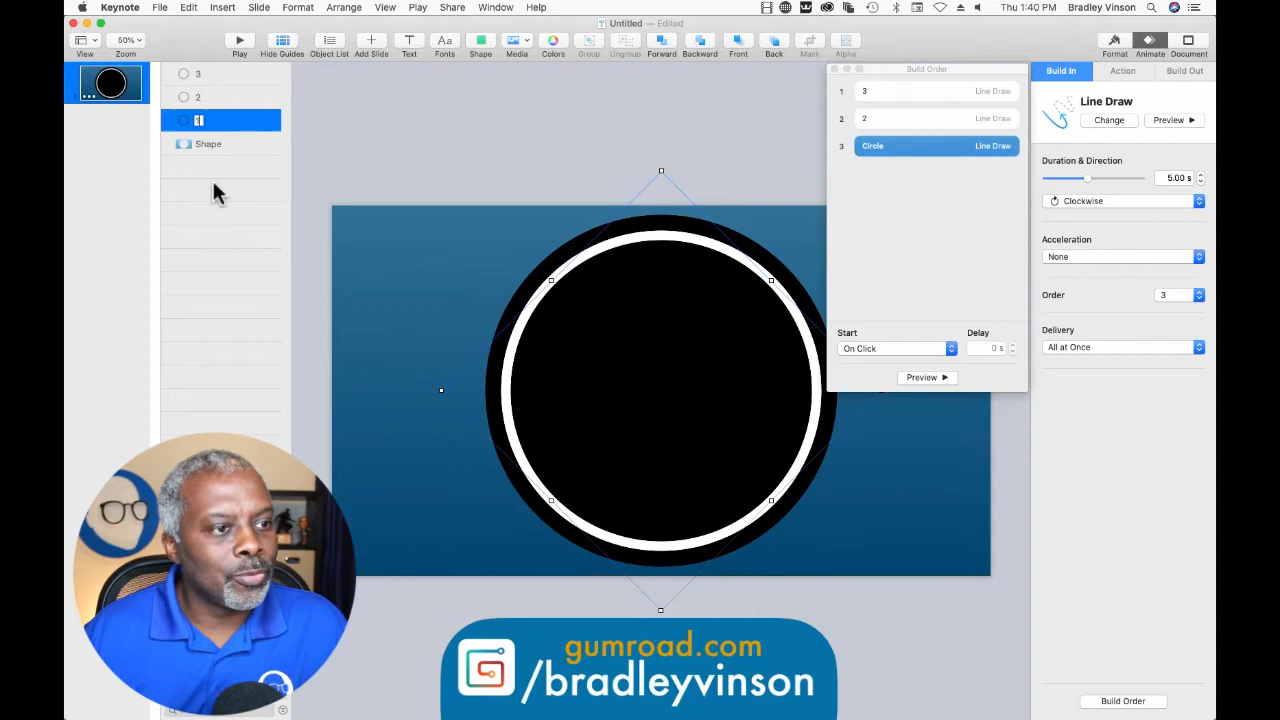 Keynote File Edit Insert Slide Format Arrange View Play Share Window Help
Thu 1:40 PM Bradley Vinson
Untitled — Edited
50%
View Zoom Play Hide Guides Object List Add Slide Text Fonts Shape Media Colors Group Ungroup Forward Backward Front Back Mask Alpha Format Animate Document
3
2
Shape
Build Order
1 3 Line Draw
2 2 Line Draw
3 Circle Line Draw
Start Delay
On Click 0 s
Preview
Build In Action Build Out
Line Draw
Change Preview
Duration & Direction
5.00 s
Clockwise
Acceleration
None
Order 3
Delivery
All at Once
Build Order
gumroad.com
/bradleyvinson